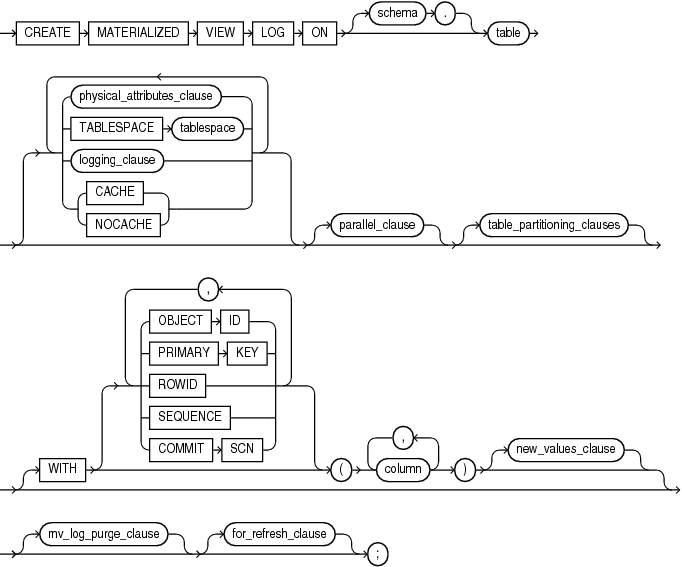 CREATE MATERIALIZED VIEW LOG ON schema . table
physical_attributes_clause
TABLESPACE tablespace
logging_clause
CACHE
NOCACHE
parallel_clause table_partitioning_clauses
,
OBJECT ID
PRIMARY KEY
ROWID
SEQUENCE
COMMIT SCN
WITH ( , column ) new_values_clause
mv_log_purge_clause for_refresh_clause ;